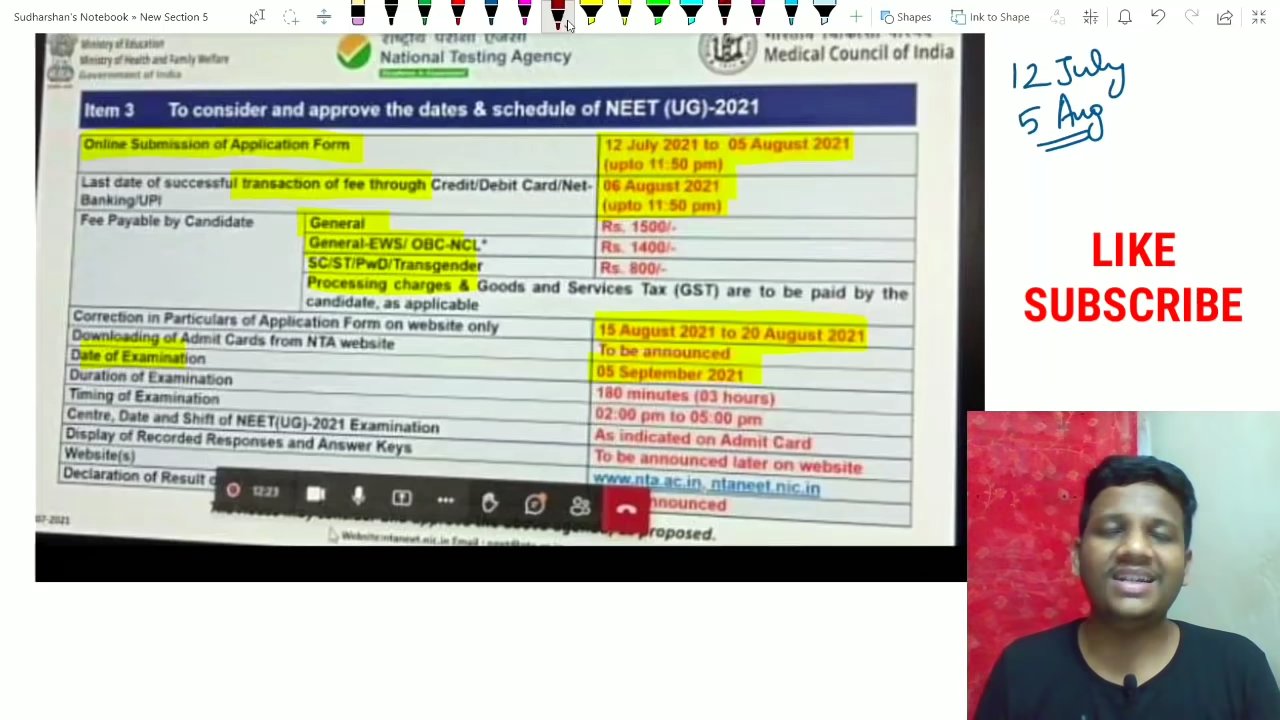 Sudharshan's Notebook » New Section 5
Shapes
Ink to Shape
Share
Ministry of Education
Ministry of Health and Family Welfare
Government of India
राष्ट्रीय परीक्षा एजेंसी
National Testing Agency
Medical Council of India
12 July
5 Aug
Item 3 To consider and approve the dates & schedule of NEET (UG)-2021
Online Submission of Application Form 12 July 2021 to 05 August 2021
(upto 11:50 pm)
Last date of successful transaction of fee through Credit/Debit Card/Net-Banking/UPI 06 August 2021
(upto 11:50 pm)
Fee Payable by Candidate General Rs. 1500/-
General-EWS/ OBC-NCL* Rs. 1400/-
SC/ST/PwD/Transgender Rs. 800/-
Processing charges & Goods and Services Tax (GST) are to be paid by the
candidate, as applicable
Correction in Particulars of Application Form on website only 15 August 2021 to 20 August 2021
Downloading of Admit Cards from NTA website To be announced
Date of Examination 05 September 2021
Duration of Examination 180 minutes (03 hours)
Timing of Examination 02:00 pm to 05:00 pm
Centre, Date and Shift of NEET(UG)-2021 Examination As indicated on Admit Card
Display of Recorded Responses and Answer Keys To be announced later on website
Website(s) www.nta.ac.in, ntaneet.nic.in
Declaration of Result nnounced
12:23
07-2021
proposed.
Website:ntaneet.nic.in Email :
LIKE
SUBSCRIBE